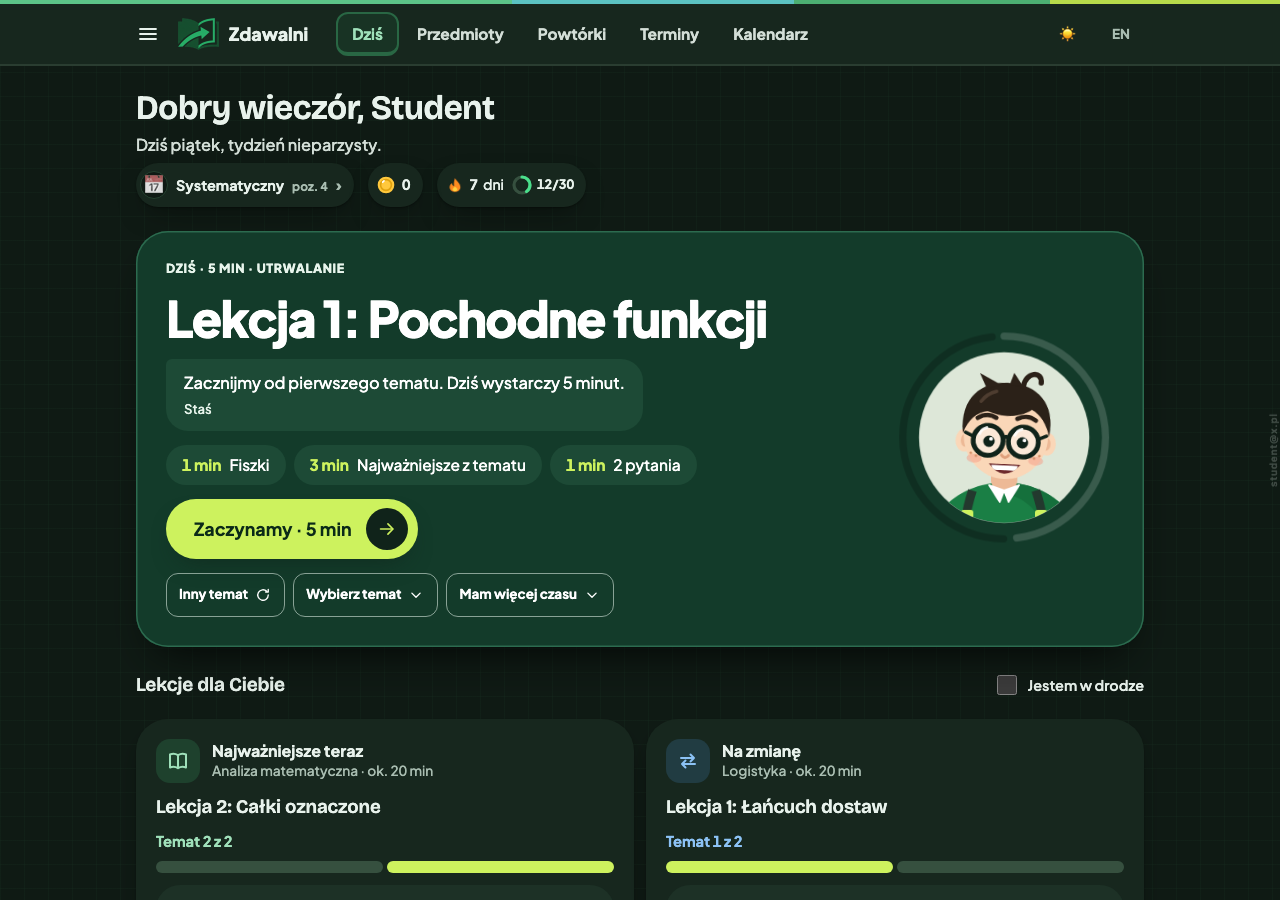 Zdawalni
Dziś
Przedmioty
Powtórki
Terminy
Kalendarz
EN
Dobry wieczór, Student
Dziś piątek, tydzień nieparzysty.
17
Systematyczny poz. 4 ›
0
7 dni 12/30
DZIŚ · 5 MIN · UTRWALANIE
Lekcja 1: Pochodne funkcji
Zacznijmy od pierwszego tematu. Dziś wystarczy 5 minut.
Staś
1 min Fiszki
3 min Najważniejsze z tematu
1 min 2 pytania
Zaczynamy · 5 min
Inny temat
Wybierz temat
Mam więcej czasu
student@x.pl
Lekcje dla Ciebie
Jestem w drodze
Najważniejsze teraz
Analiza matematyczna · ok. 20 min
Lekcja 2: Całki oznaczone
Temat 2 z 2
Na zmianę
Logistyka · ok. 20 min
Lekcja 1: Łańcuch dostaw
Temat 1 z 2